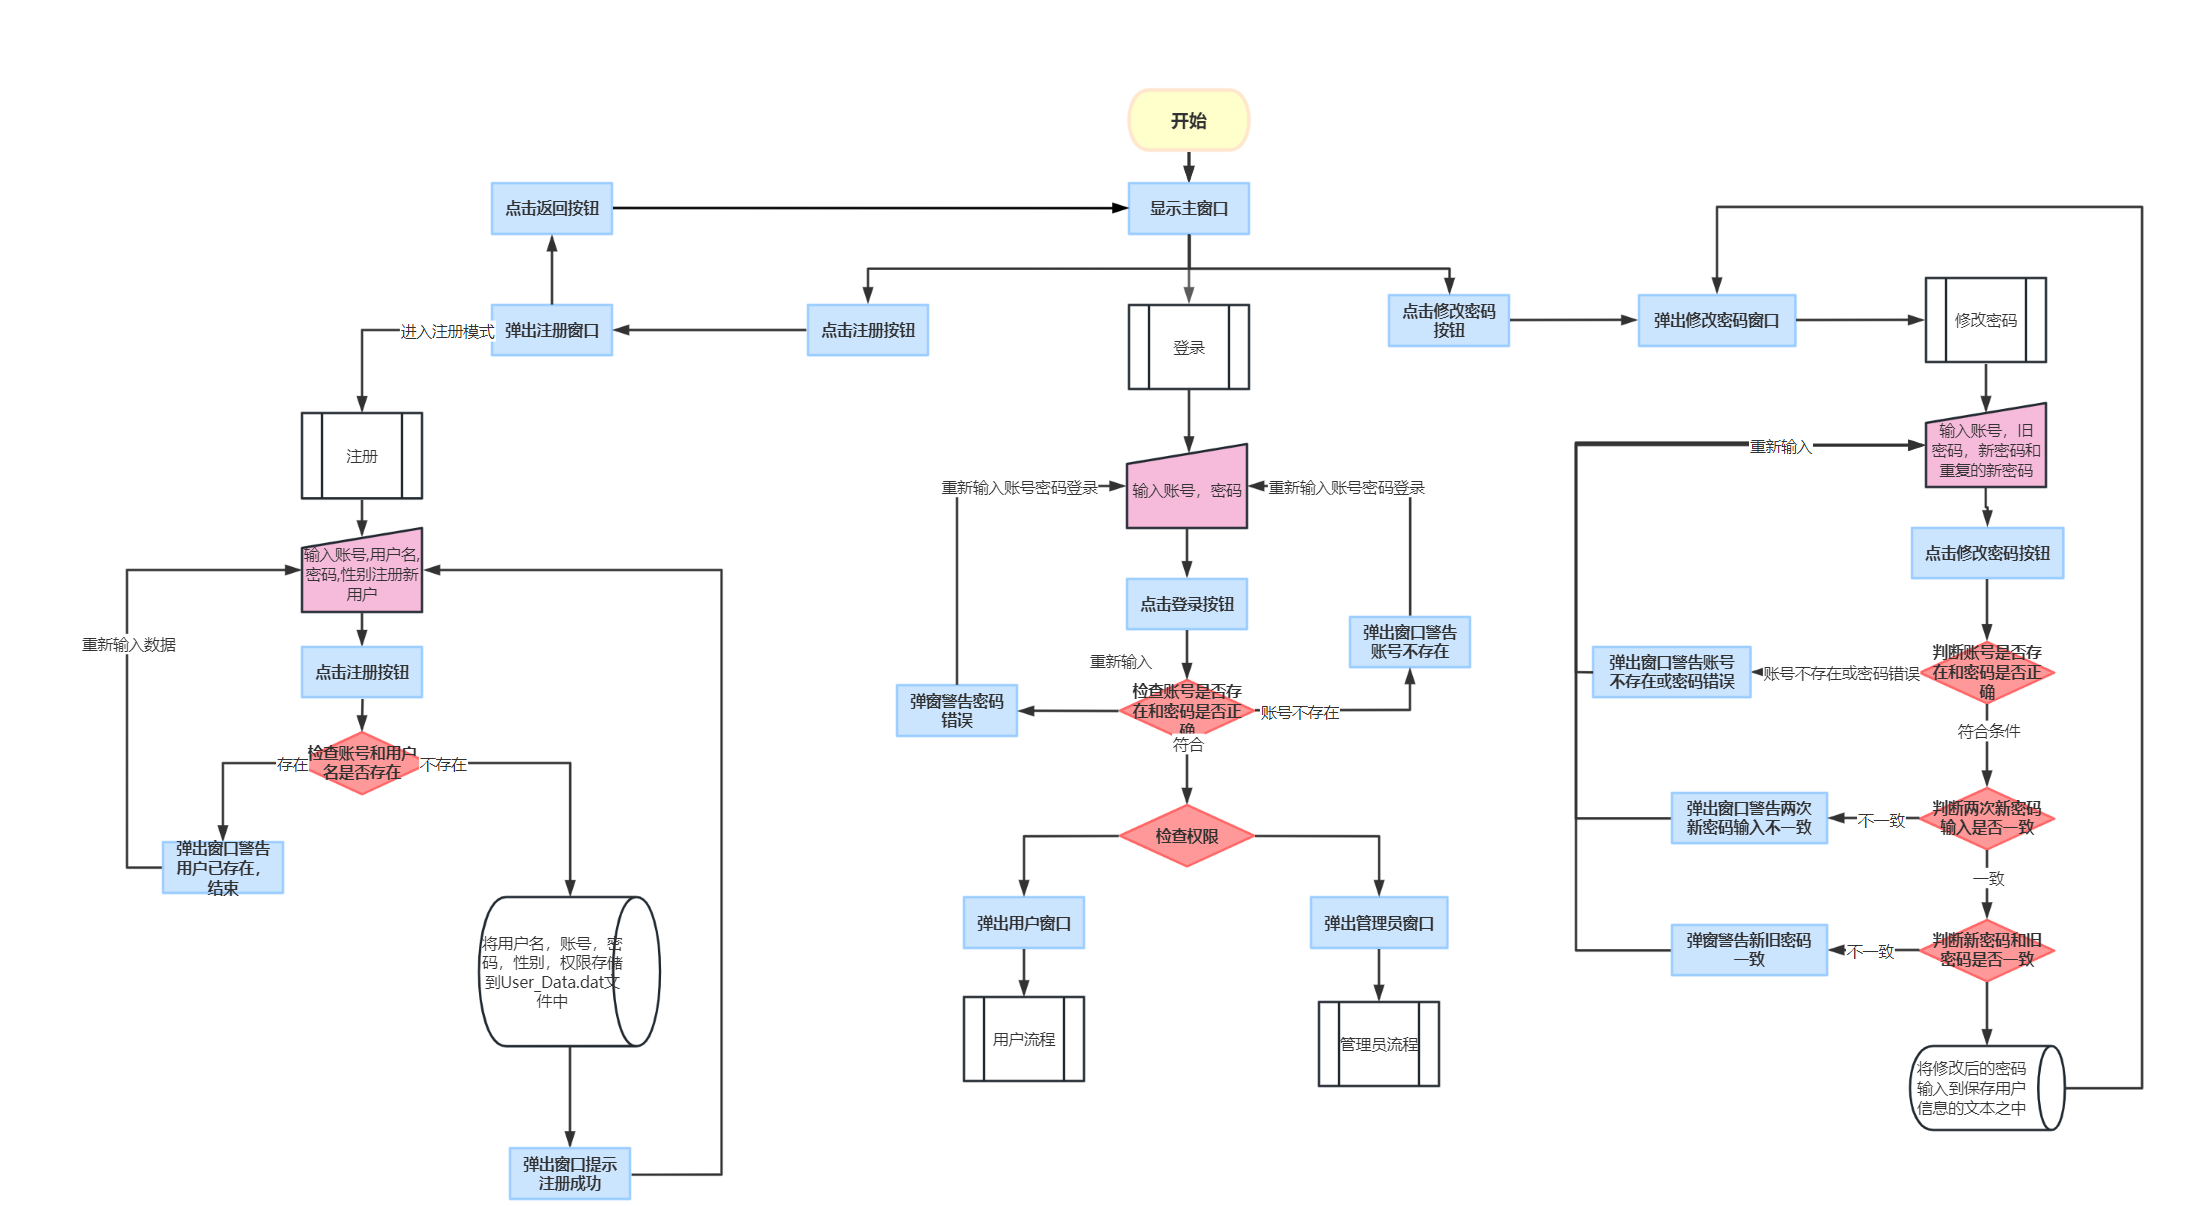 开始
点击返回按钮
显示主窗口
进入注册模式
弹出注册窗口
点击注册按钮
登录
点击修改密码
按钮
弹出修改密码窗口
修改密码
注册
输入账号,用户名,
密码,性别注册新
用户
重新输入数据
点击注册按钮
检查账号和用户
名是否存在
存在
不存在
弹出窗口警告
用户已存在，
结束
将用户名，账号，密
码，性别，权限存储
到User_Data.dat文
件中
弹出窗口提示
注册成功
重新输入账号密码登录
输入账号，密码
重新输入账号密码登录
点击登录按钮
重新输入
弹出窗口警告
账号不存在
弹窗警告密码
错误
检查账号是否存
在和密码是否正
确
账号不存在
符合
检查权限
弹出用户窗口
弹出管理员窗口
用户流程
管理员流程
重新输入
输入账号，旧
密码，新密码和
重复的新密码
点击修改密码按钮
弹出窗口警告账号
不存在或密码错误
账号不存在或密码错误
判断账号是否存
在和密码是否正
确
符合条件
弹出窗口警告两次
新密码输入不一致
不一致
判断两次新密码
输入是否一致
一致
弹窗警告新旧密码
一致
不一致
判断新密码和旧
密码是否一致
将修改后的密码
输入到保存用户
信息的文本之中